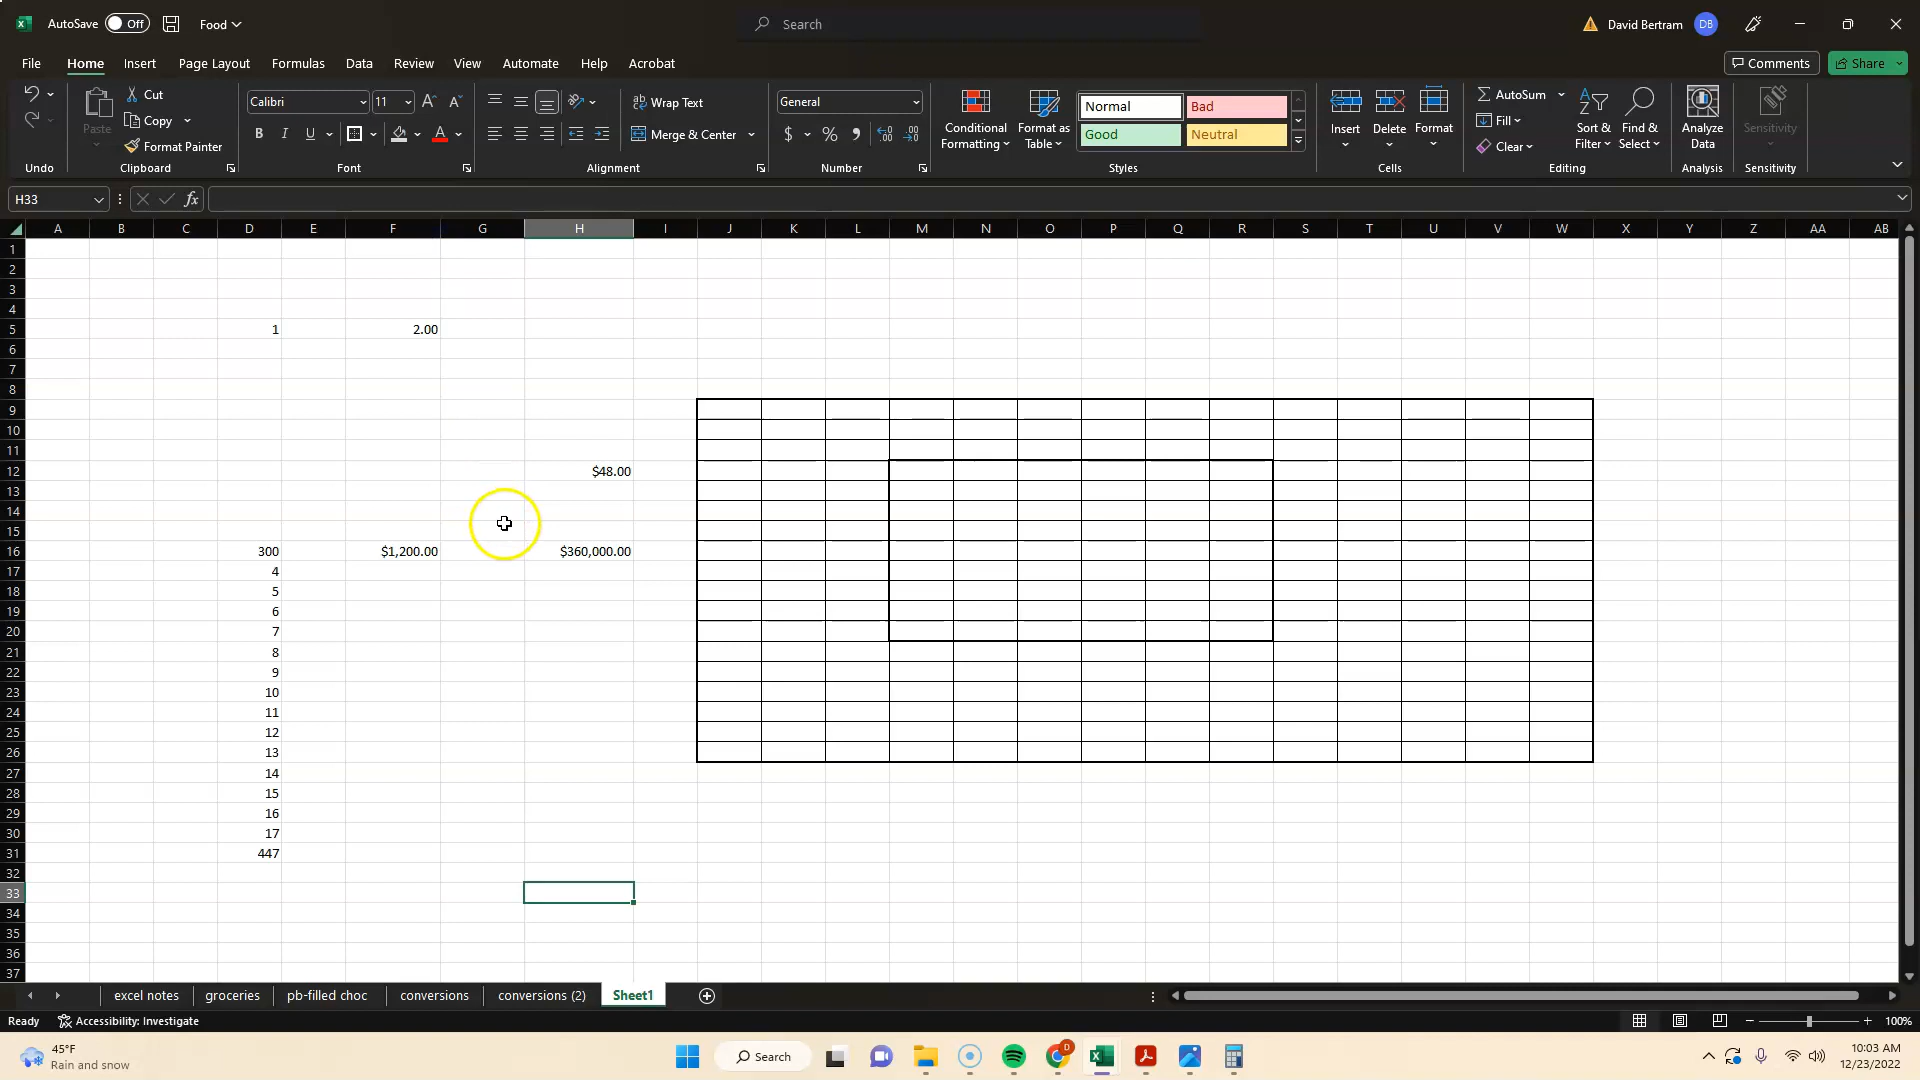 AutoSave Off Food Search David Bertram DB
File Home Insert Page Layout Formulas Data Review View Automate Help Acrobat Comments Share
Paste Cut Copy Format Painter
Calibri 11 B I U A
Wrap Text Merge & Center
General $ %
Conditional Formatting Format as Table
Normal Bad
Good Neutral
Insert Delete Format
AutoSum Fill Clear
Sort & Filter Find & Select
Analyze Data Sensitivity
Undo Clipboard Font Alignment Number Styles Cells Editing Analysis Sensitivity
H33 fx
A B C D E F G H I J K L M N O P Q R S T U V W X Y Z AA AB
1
2
3
4
5 1 2.00
6
7
8
9
10
11
12 $48.00
13
14
15
16 300 $1,200.00 $360,000.00
17 4
18 5
19 6
20 7
21 8
22 9
23 10
24 11
25 12
26 13
27 14
28 15
29 16
30 17
31 447
32
33
34
35
36
37
excel notes groceries pb-filled choc conversions conversions (2) Sheet1
Ready Accessibility: Investigate 100%
45°F
Rain and snow
Search
10:03 AM
12/23/2022